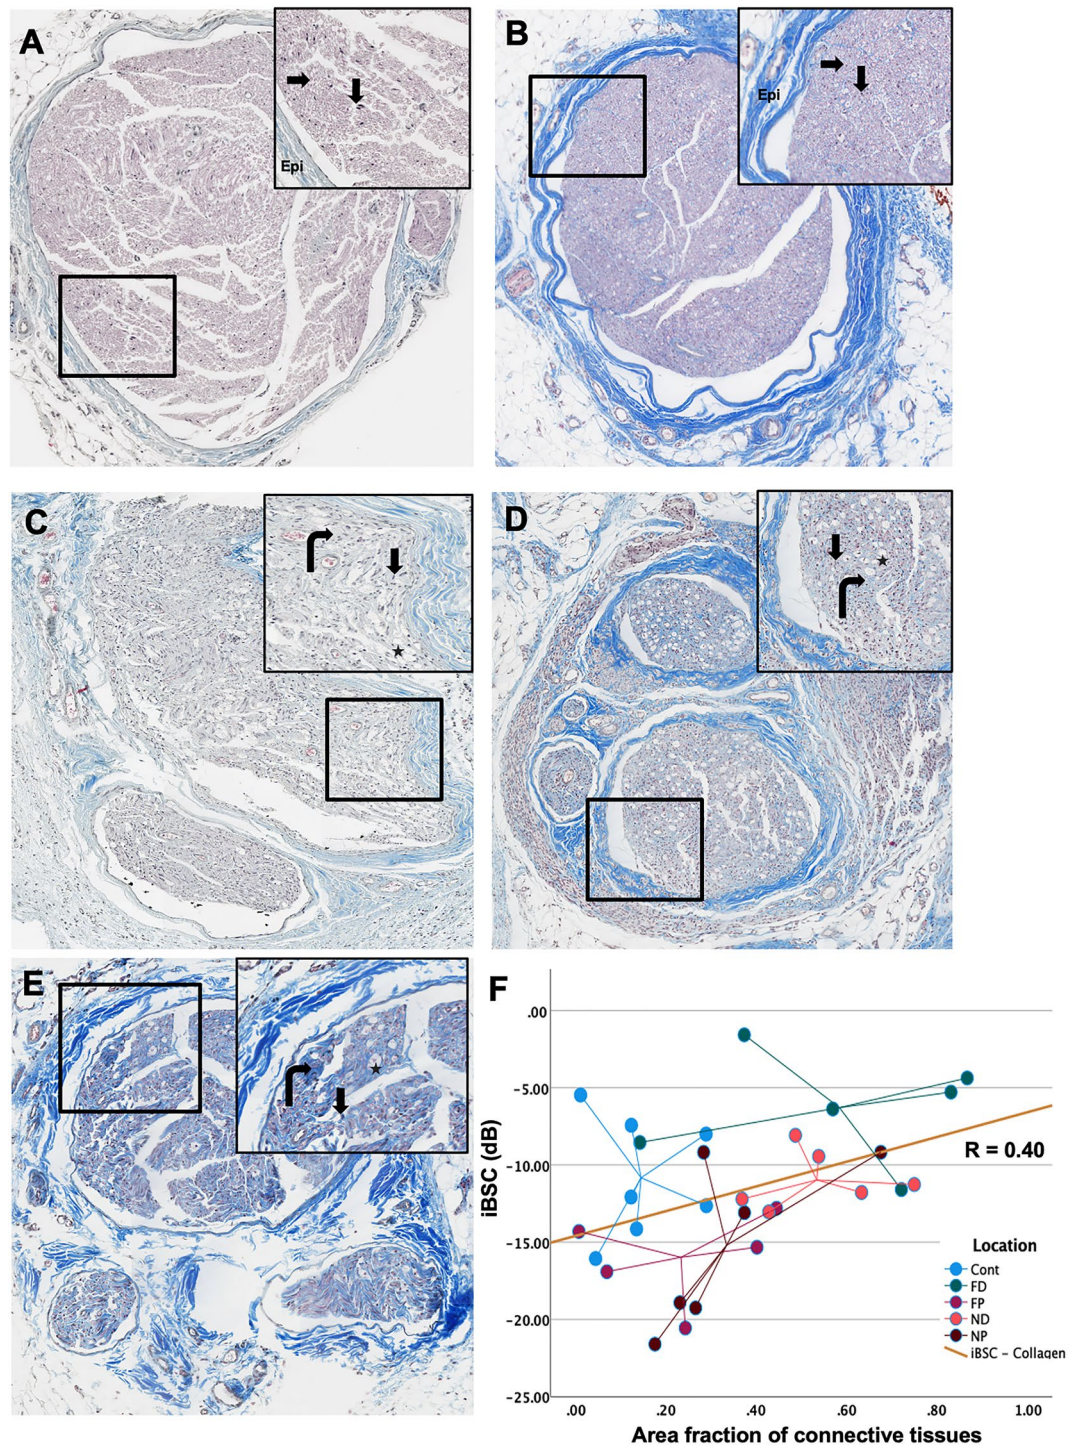 A
Epi
B
Epi
C
D
E
F
.00
-5.00
-10.00
-15.00
-20.00
-25.00
iBSC (dB)
R = 0.40
Location
Cont
FD
FP
ND
NP
iBSC - Collagen
.00 .20 .40 .60 .80 1.00
Area fraction of connective tissues